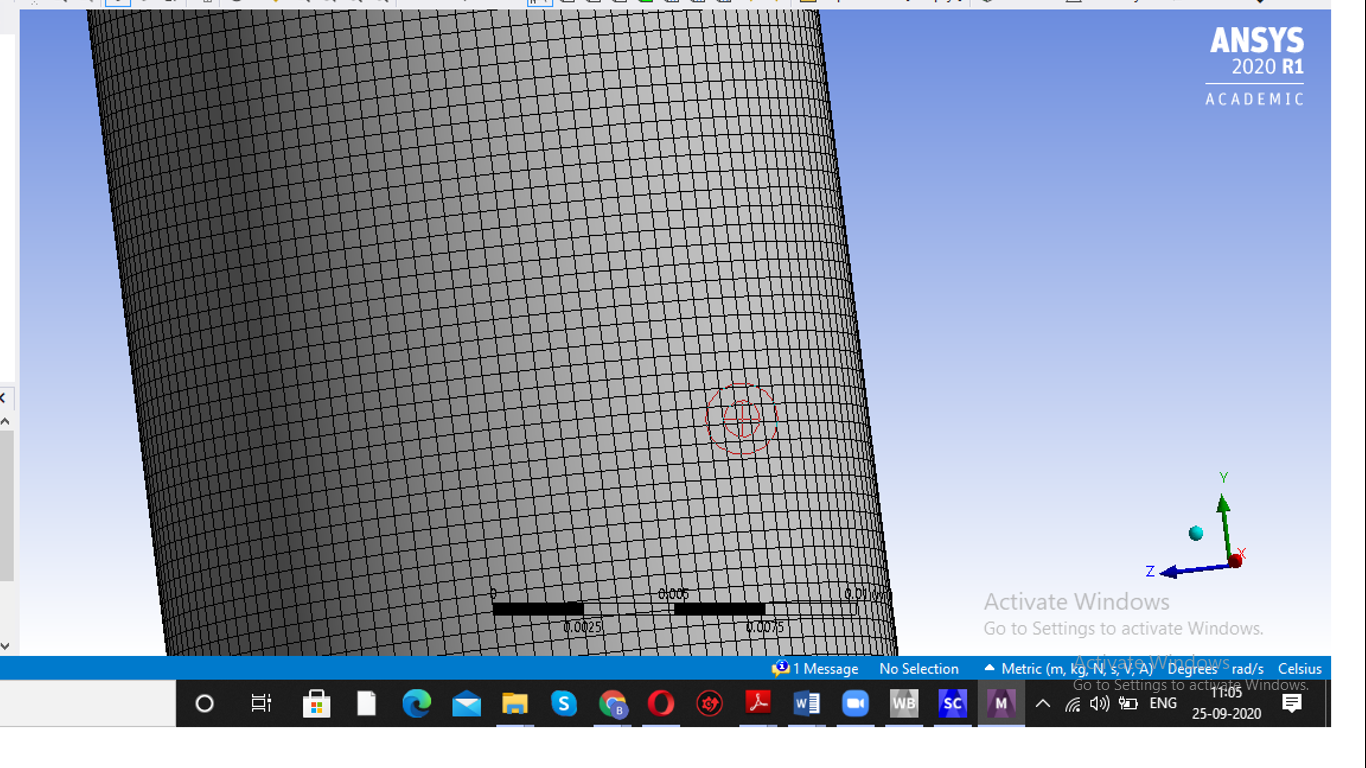 ANSYS
2020 R1
ACADEMIC
Y
X
Z
0
0.005
0.01
0.0025
0.0075
Activate Windows
Go to Settings to activate Windows.
1 Message
No Selection
Metric (m, kg, N, s, V, A)
Degrees
rad/s
Celsius
Activate Windows
Go to Settings to activate Windows.
B
W
WB
SC
M
ENG
11:05
25-09-2020